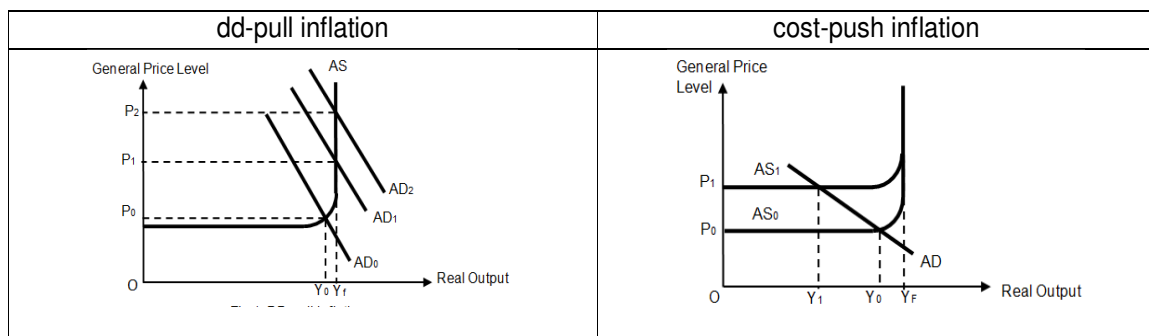 dd-pull inflation
cost-push inflation
General Price Level
AS
P2
P1
P0
AD2
AD1
AD0
O
Y0 Yf
Real Output
General Price
Level
P1
AS1
P0
AS0
AD
O
Y1
Y0
YF
Real Output